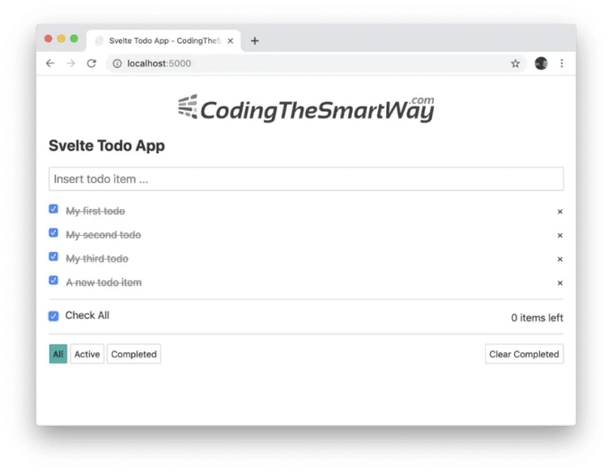 Svelte Todo App - CodingTheS
localhost:5000
CodingTheSmartWay.com
Svelte Todo App
Insert todo item ...
My first todo ×
My second todo ×
My third todo ×
A new todo item ×
Check All 0 items left
All Active Completed Clear Completed